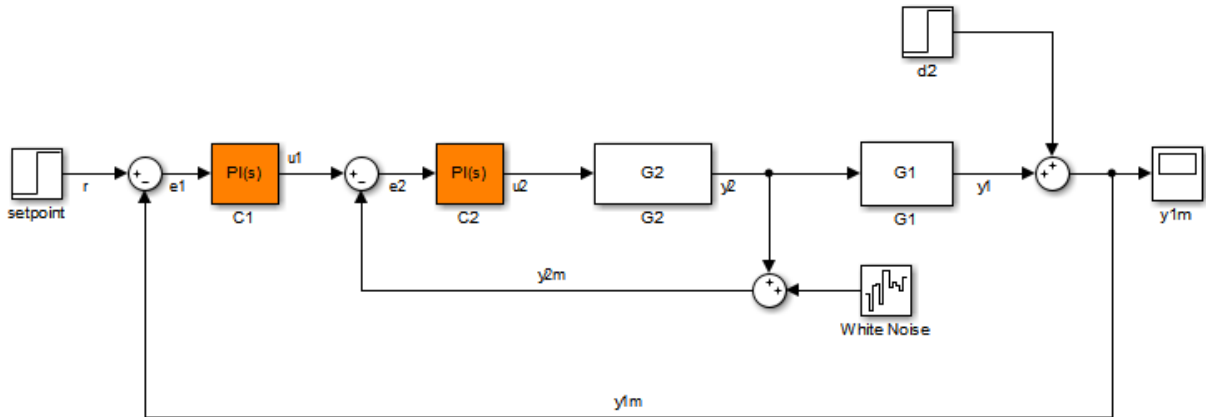 d2
PI(s)
u1
PI(s)
G2
G1
r
e1
e2
u2
y2
y1
setpoint
C1
C2
G2
G1
y1m
y2m
White Noise
y1m